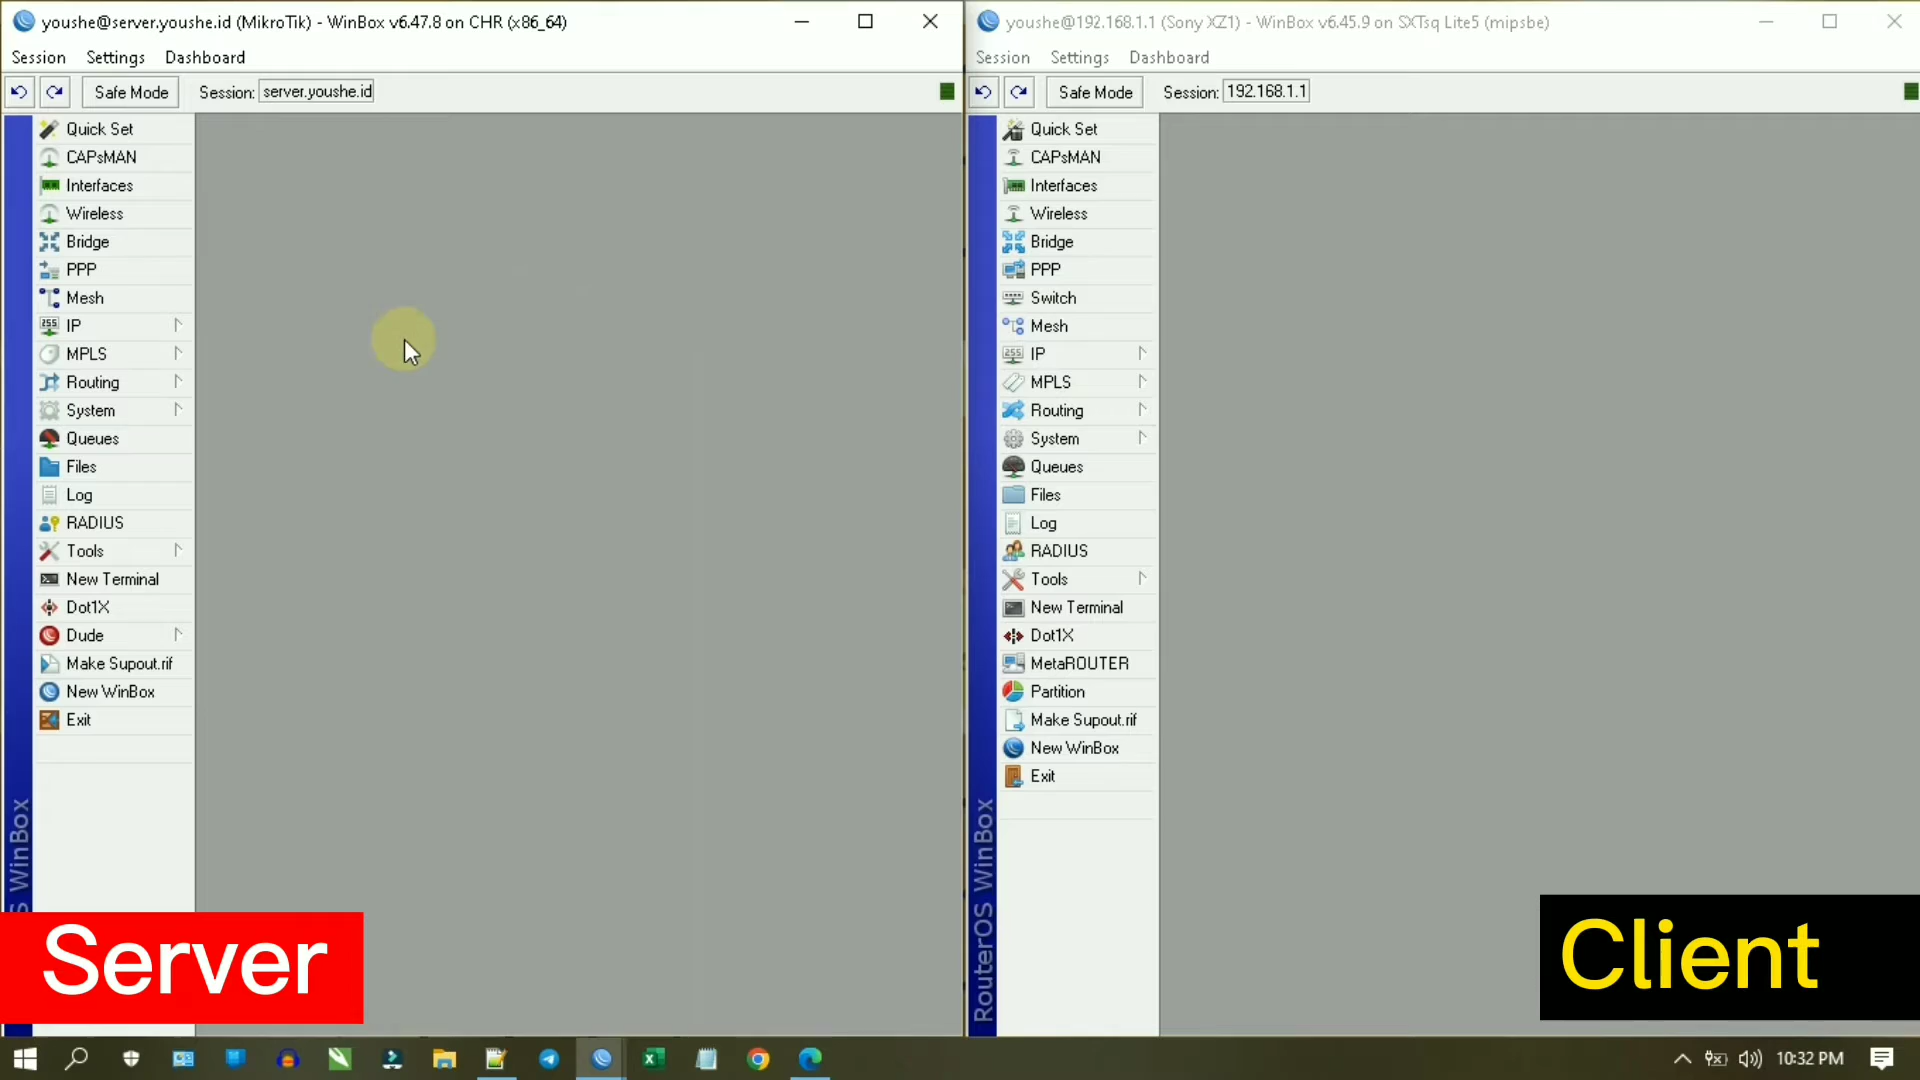 youshe@server.youshe.id (MikroTik) - WinBox v6.47.8 on CHR (x86_64)
Session Settings Dashboard
Safe Mode Session: server.youshe.id
Quick Set
CAPsMAN
Interfaces
Wireless
Bridge
PPP
Mesh
IP
MPLS
Routing
System
Queues
Files
Log
RADIUS
Tools
New Terminal
Dot1X
Dude
Make Supout.rif
New WinBox
Exit
S WinBox
Server
youshe@192.168.1.1 (Sony XZ1) - WinBox v6.45.9 on SXTsq Lite5 (mipsbe)
Session Settings Dashboard
Safe Mode Session: 192.168.1.1
Quick Set
CAPsMAN
Interfaces
Wireless
Bridge
PPP
Switch
Mesh
255 IP
MPLS
Routing
System
Queues
Files
Log
RADIUS
Tools
New Terminal
Dot1X
MetaROUTER
Partition
Make Supout.rif
New WinBox
Exit
RouterOS WinBox
Client
10:32 PM